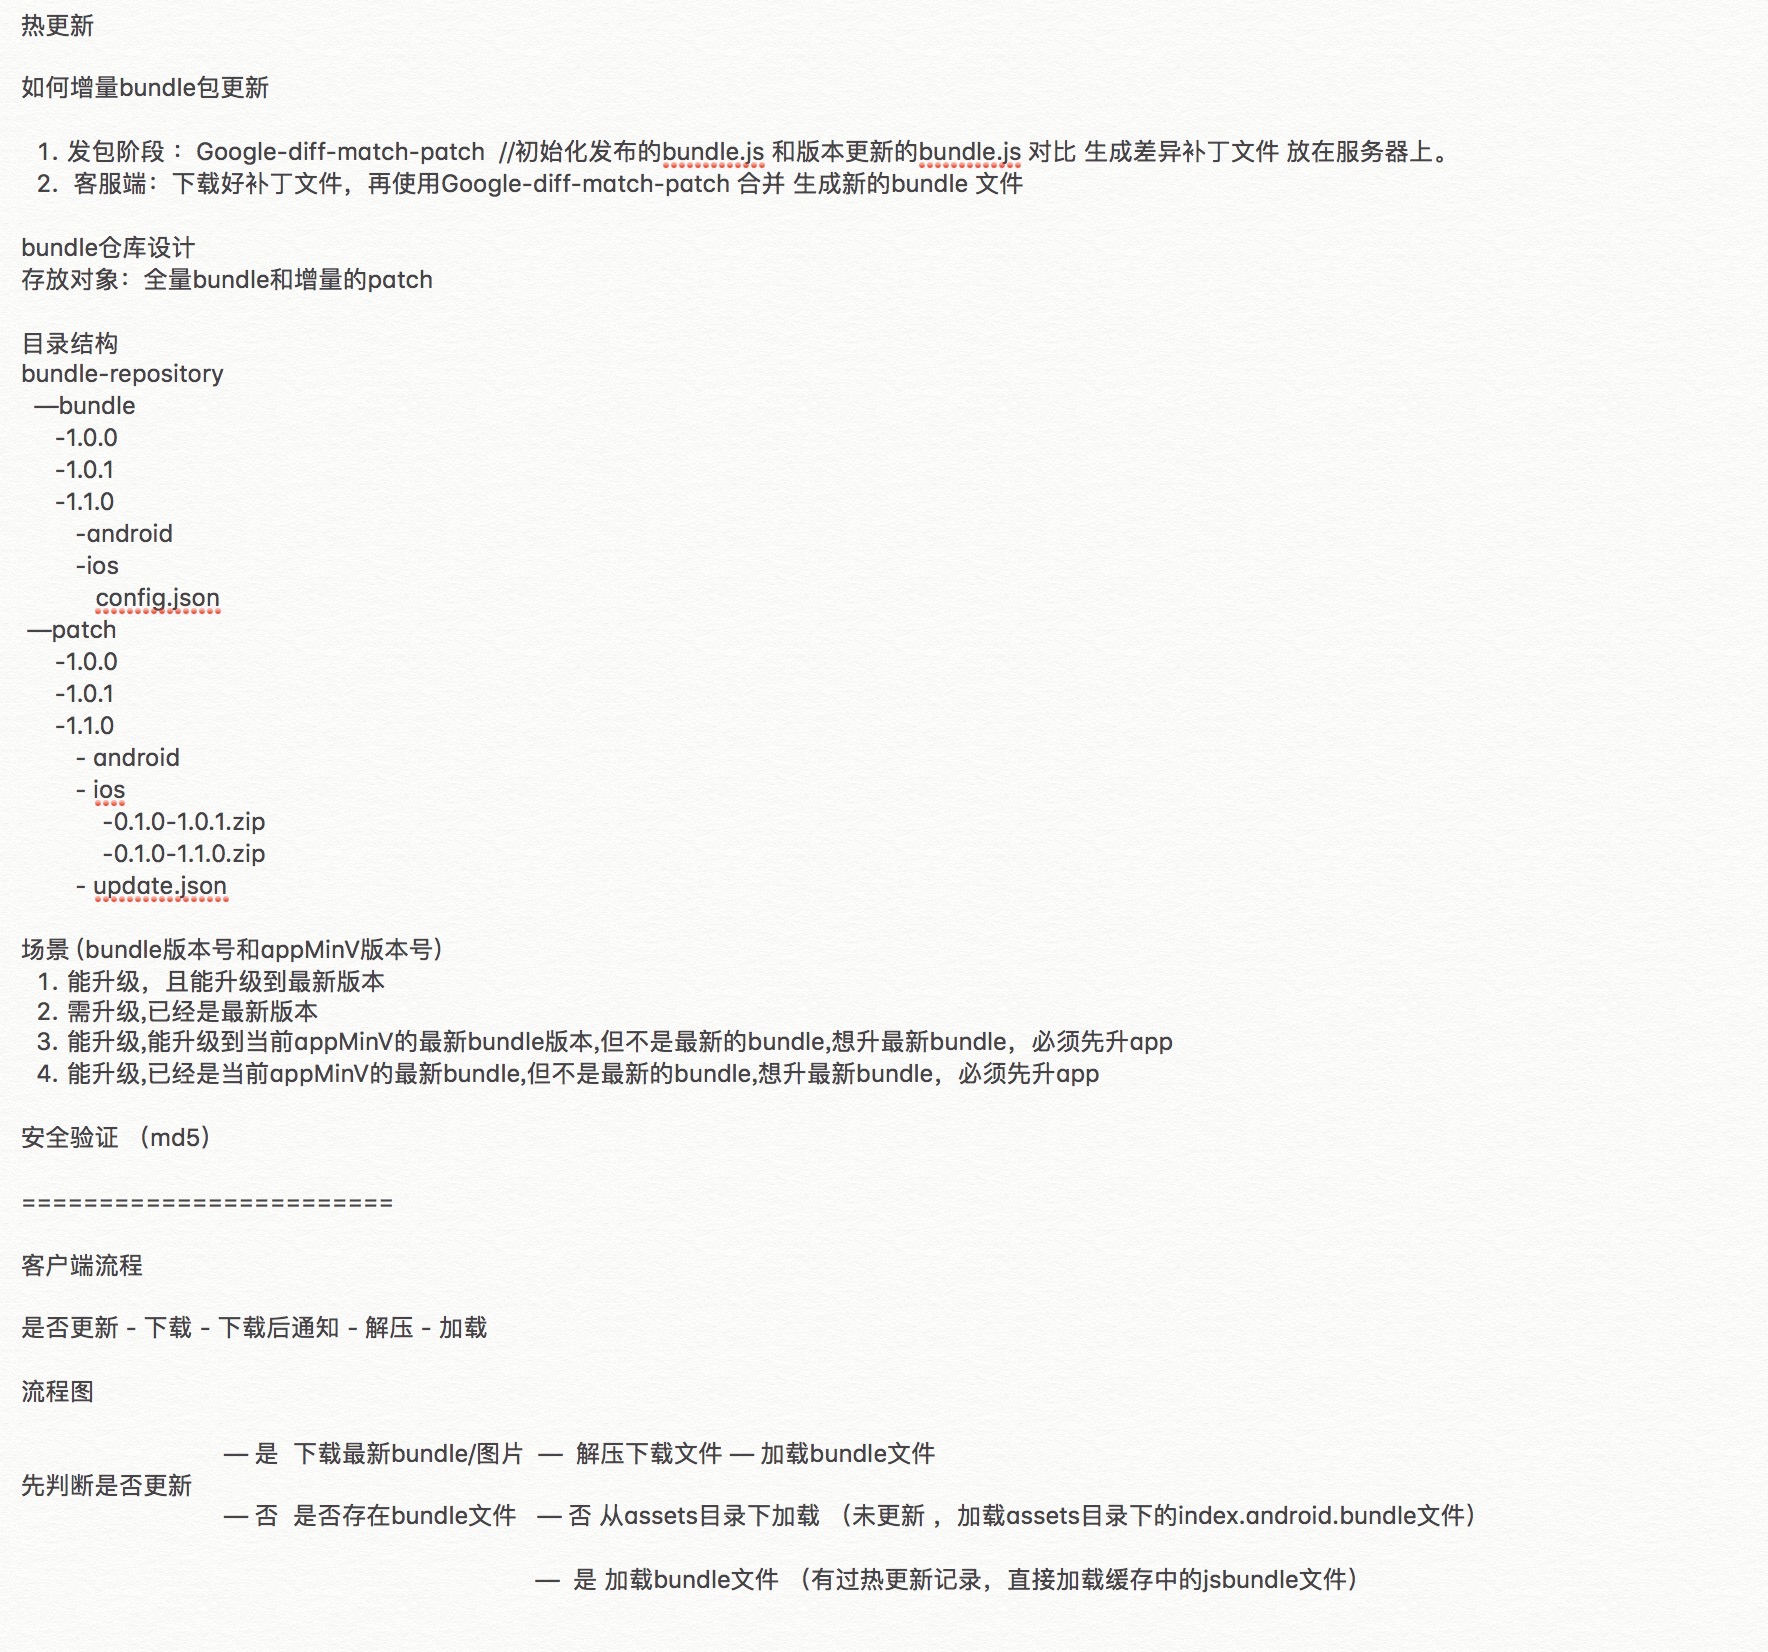 热更新
如何增量bundle包更新
1. 发包阶段 ：Google-diff-match-patch  //初始化发布的bundle.js 和版本更新的bundle.js 对比 生成差异补丁文件 放在服务器上。
2. 客服端：下载好补丁文件，再使用Google-diff-match-patch 合并 生成新的bundle 文件
bundle仓库设计
存放对象：全量bundle和增量的patch
目录结构
bundle-repository
—bundle
-1.0.0
-1.0.1
-1.1.0
-android
-ios
config.json
—patch
-1.0.0
-1.0.1
-1.1.0
- android
- ios
-0.1.0-1.0.1.zip
-0.1.0-1.1.0.zip
- update.json
场景 (bundle版本号和appMinV版本号）
1. 能升级，且能升级到最新版本
2. 需升级,已经是最新版本
3. 能升级,能升级到当前appMinV的最新bundle版本,但不是最新的bundle,想升最新bundle，必须先升app
4. 能升级,已经是当前appMinV的最新bundle,但不是最新的bundle,想升最新bundle，必须先升app
安全验证 （md5）
========================
客户端流程
是否更新 - 下载 - 下载后通知 - 解压 - 加载
流程图
— 是  下载最新bundle/图片  —  解压下载文件 — 加载bundle文件
先判断是否更新
— 否  是否存在bundle文件   — 否 从assets目录下加载 （未更新 ，加载assets目录下的index.android.bundle文件）
—  是 加载bundle文件 （有过热更新记录，直接加载缓存中的jsbundle文件）